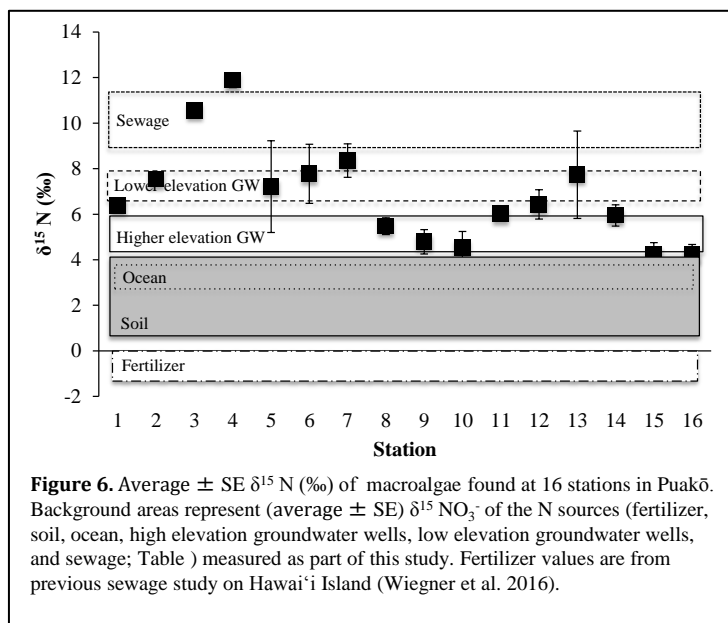 14
12
10
8
6
4
2
0
-2
δ¹⁵ N (‰)
Sewage
Lower elevation GW
Higher elevation GW
Ocean
Soil
Fertilizer
1 2 3 4 5 6 7 8 9 10 11 12 13 14 15 16
Station
Figure 6. Average ± SE δ¹⁵ N (‰) of macroalgae found at 16 stations in Puakō.
Background areas represent (average ± SE) δ¹⁵ NO₃⁻ of the N sources (fertilizer,
soil, ocean, high elevation groundwater wells, low elevation groundwater wells,
and sewage; Table ) measured as part of this study. Fertilizer values are from
previous sewage study on Hawaiʻi Island (Wiegner et al. 2016).